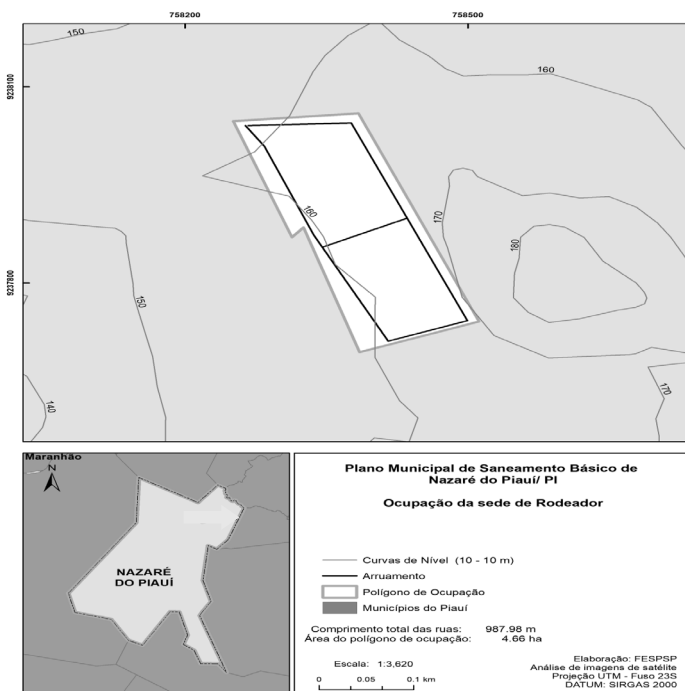 758200
758500
9238100
9237800
150
160
160
170
180
150
140
170
Maranhão
N
NAZARÉ
DO PIAUÍ
Plano Municipal de Saneamento Básico de
Nazaré do Piauí/ PI
Ocupação da sede de Rodeador
Curvas de Nível (10 - 10 m)
Arruamento
Polígono de Ocupação
Municípios do Piauí
Comprimento total das ruas: 987.98 m
Área do polígono de ocupação: 4.66 ha
Escala: 1:3,620
0 0.05 0.1 km
Elaboração: FESPSP
Análise de imagens de satélite
Projeção UTM - Fuso 23S
DATUM: SIRGAS 2000